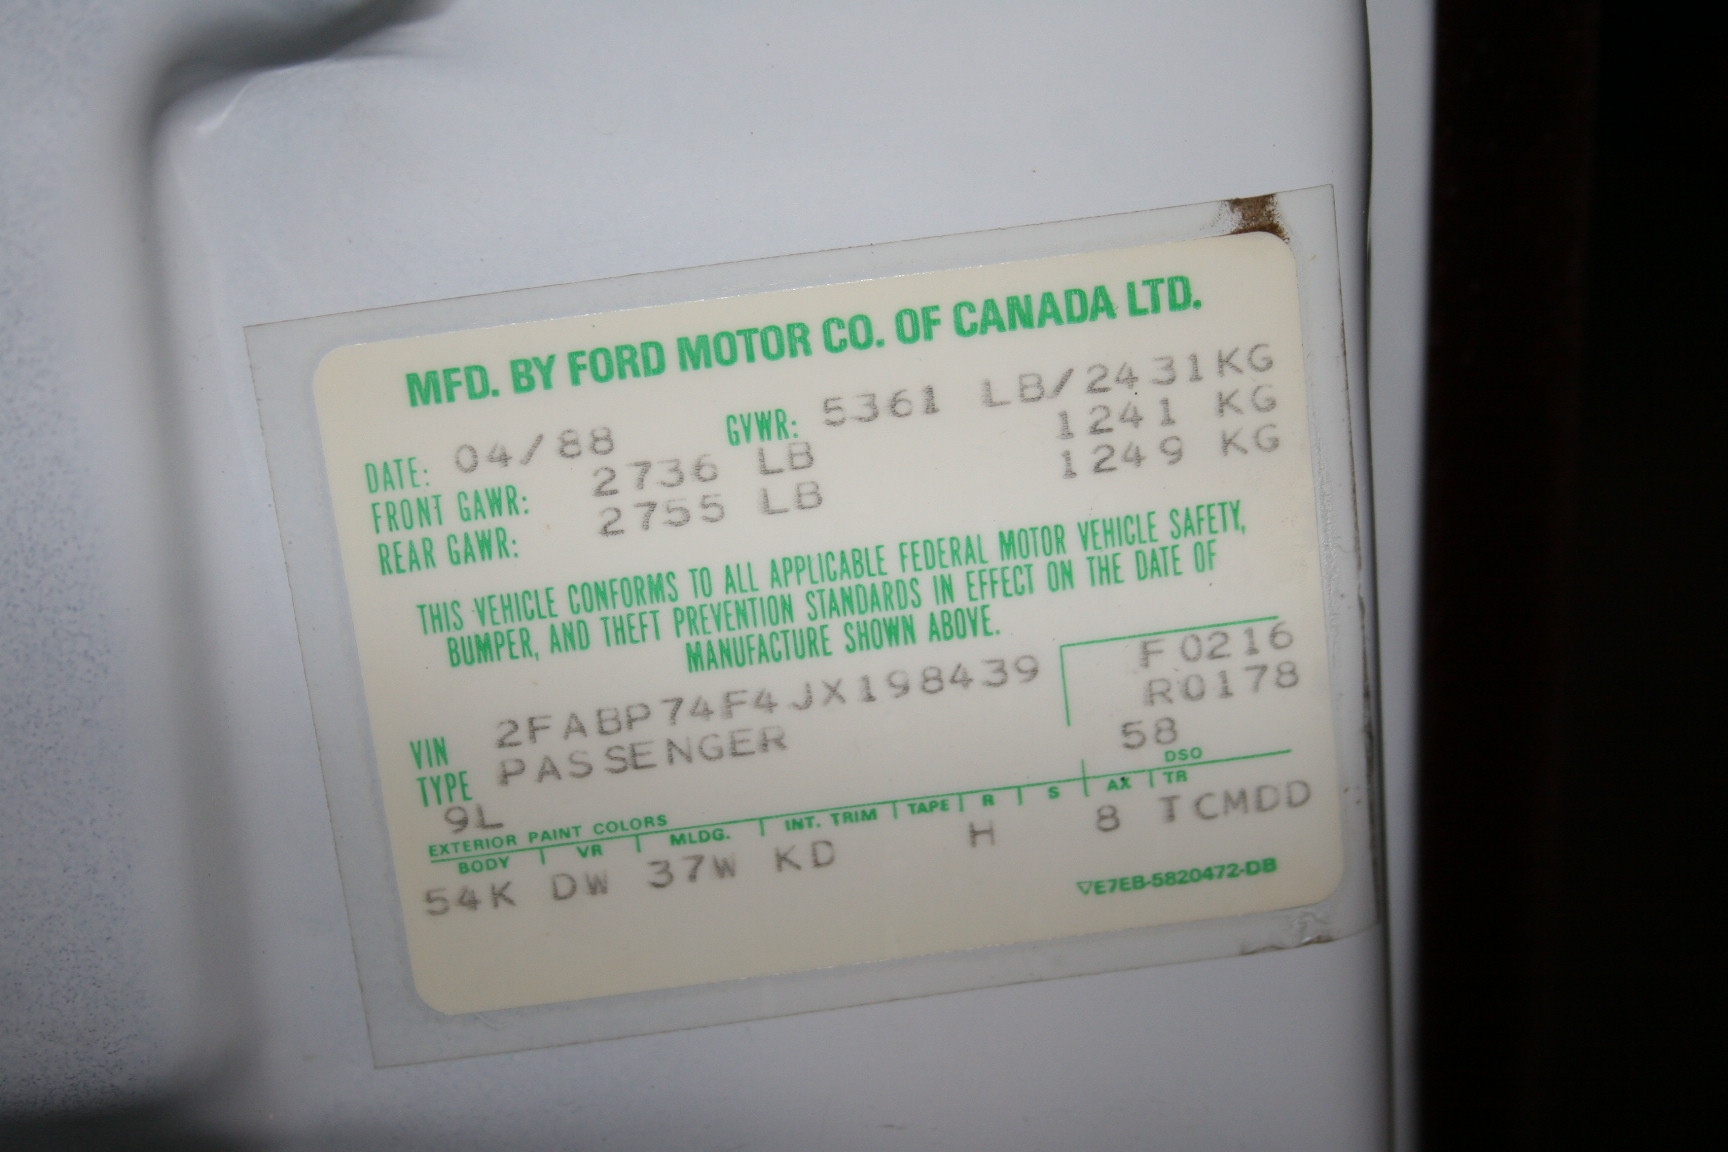 MFD. BY FORD MOTOR CO. OF CANADA LTD.
DATE: 04/88 GVWR: 5361 LB/2431KG
FRONT GAWR: 2736 LB 1241 KG
REAR GAWR: 2755 LB 1249 KG
THIS VEHICLE CONFORMS TO ALL APPLICABLE FEDERAL MOTOR VEHICLE SAFETY,
BUMPER, AND THEFT PREVENTION STANDARDS IN EFFECT ON THE DATE OF
MANUFACTURE SHOWN ABOVE.
F0216
VIN 2FABP74F4JX198439 R0178
TYPE PASSENGER 58
9L DSO
EXTERIOR PAINT COLORS
BODY VR MLDG. INT. TRIM TAPE R S AX TR
54K DW 37W KD H 8 T CMDD
▽E7EB-5820472-DB